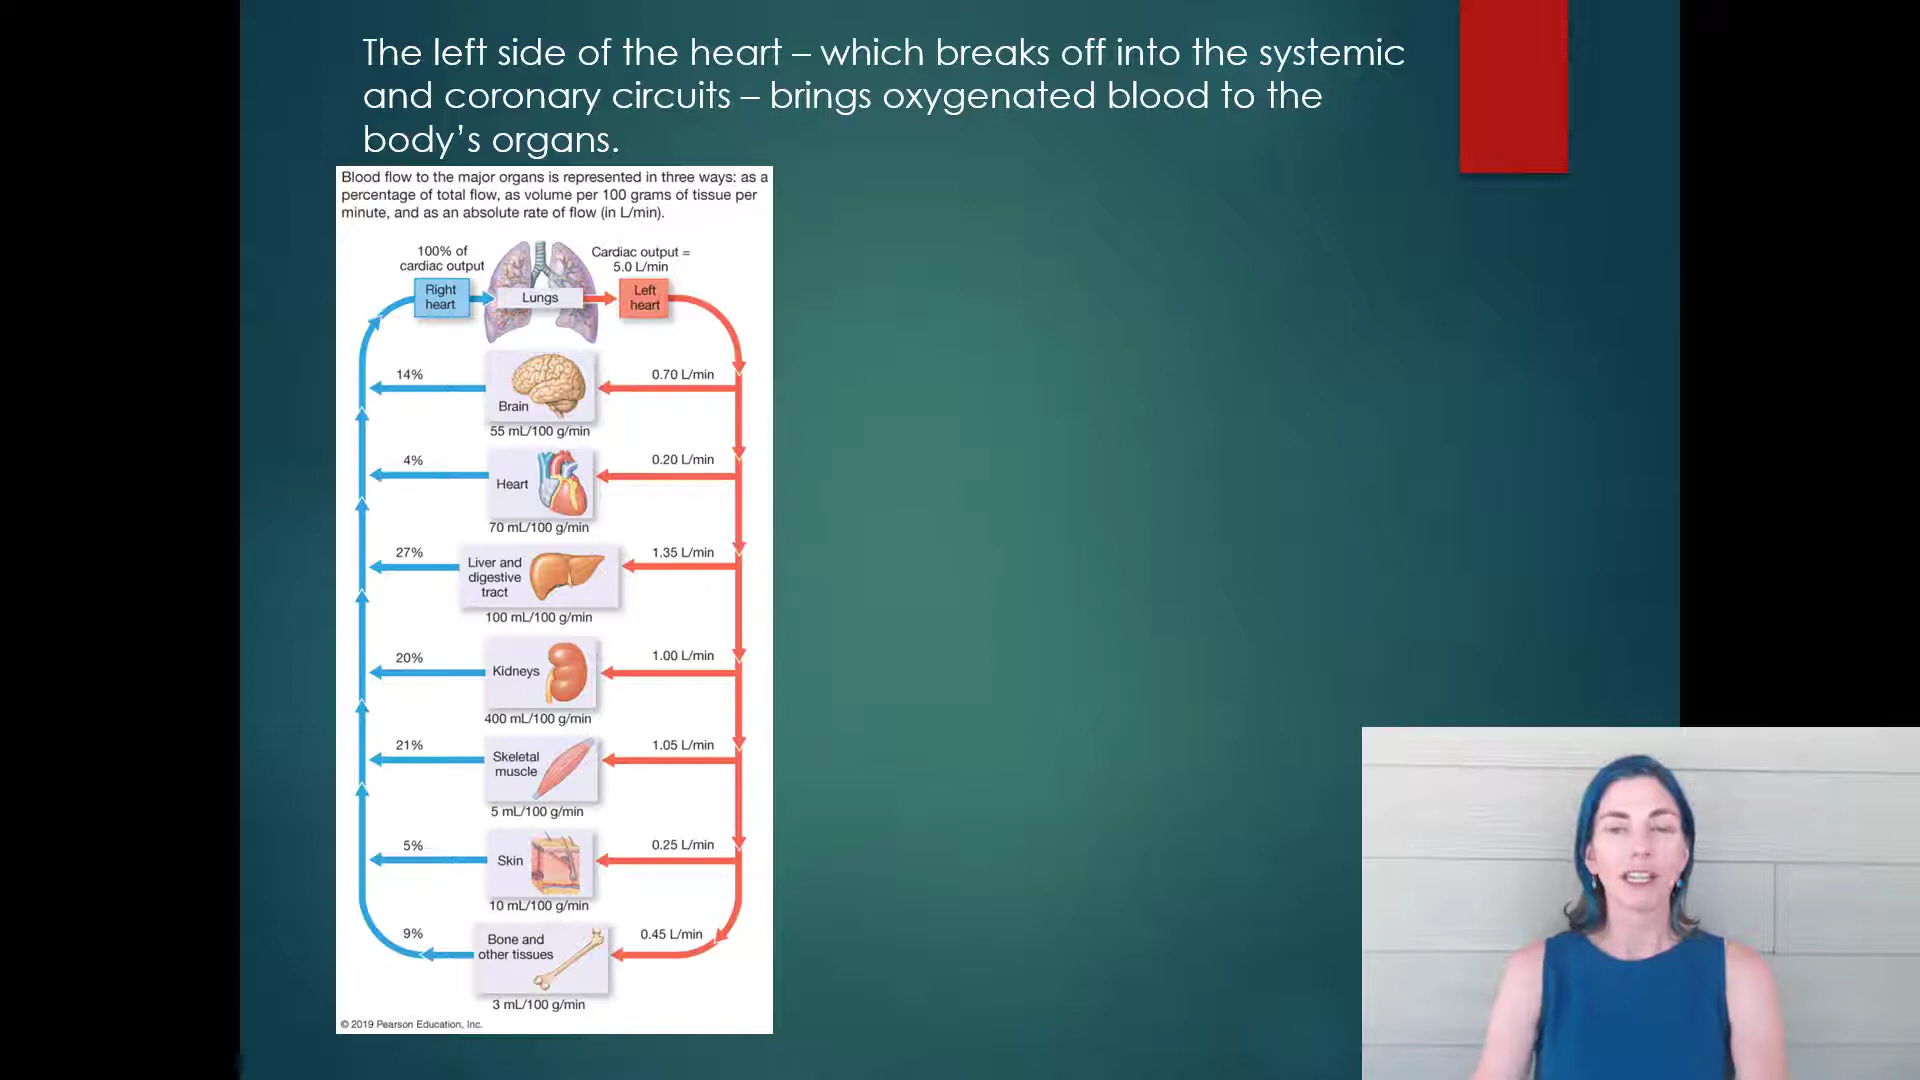 The left side of the heart – which breaks off into the systemic
and coronary circuits – brings oxygenated blood to the
body’s organs.
Blood flow to the major organs is represented in three ways: as a
percentage of total flow, as volume per 100 grams of tissue per
minute, and as an absolute rate of flow (in L/min).
100% of
cardiac output
Cardiac output =
5.0 L/min
Right
heart
Lungs
Left
heart
14%
Brain
0.70 L/min
55 mL/100 g/min
4%
Heart
0.20 L/min
70 mL/100 g/min
27%
Liver and
digestive
tract
1.35 L/min
100 mL/100 g/min
20%
Kidneys
1.00 L/min
400 mL/100 g/min
21%
Skeletal
muscle
1.05 L/min
5 mL/100 g/min
5%
Skin
0.25 L/min
10 mL/100 g/min
9%
Bone and
other tissues
0.45 L/min
3 mL/100 g/min
© 2019 Pearson Education, Inc.